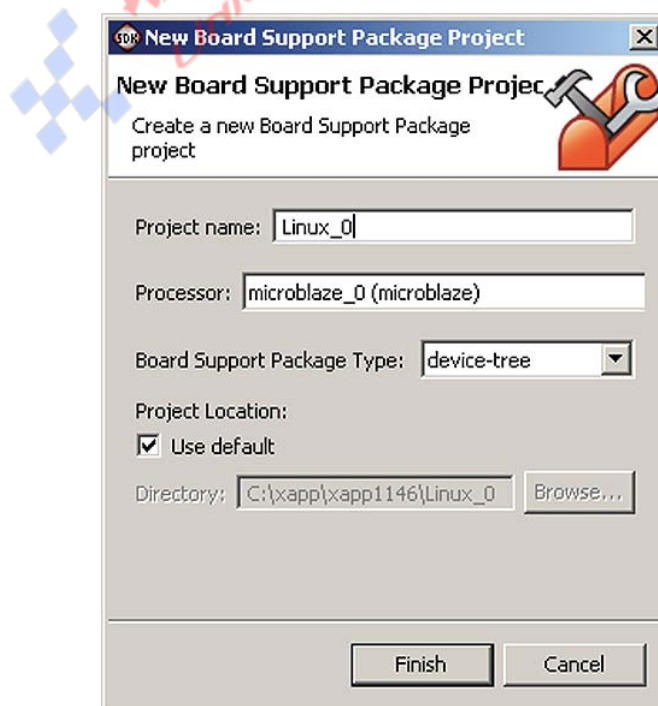 SDK New Board Support Package Project
New Board Support Package Projec
Create a new Board Support Package
project
Project name: Linux_0
Processor: microblaze_0 (microblaze)
Board Support Package Type: device-tree
Project Location:
Use default
Directory: C:\xapp\xapp1146\Linux_0 Browse...
Finish Cancel